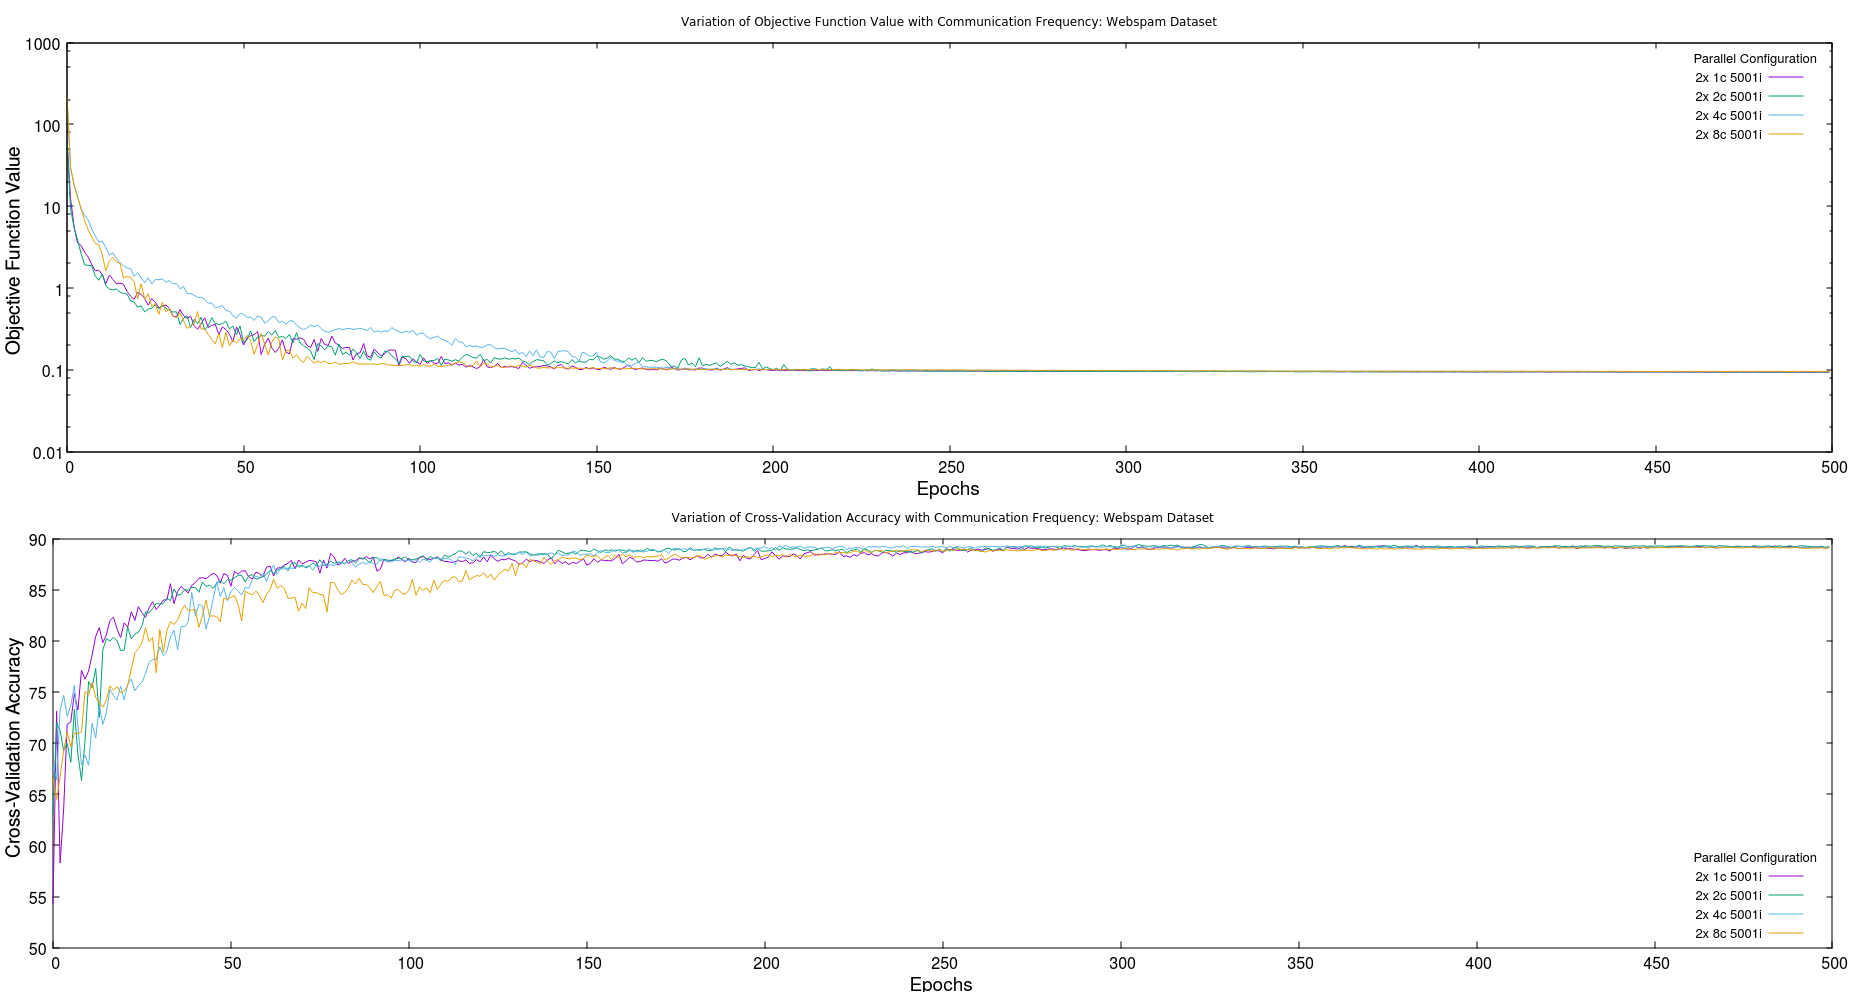 Variation of Objective Function Value with Communication Frequency: Webspam Dataset
1000
100
10
1
0.1
0.01
Objective Function Value
Parallel Configuration
2x 1c 5001i
2x 2c 5001i
2x 4c 5001i
2x 8c 5001i
0 50 100 150 200 250 300 350 400 450 500
Epochs
Variation of Cross-Validation Accuracy with Communication Frequency: Webspam Dataset
90
85
80
75
70
65
60
55
50
Cross-Validation Accuracy
Parallel Configuration
2x 1c 5001i
2x 2c 5001i
2x 4c 5001i
2x 8c 5001i
0 50 100 150 200 250 300 350 400 450 500
Epochs